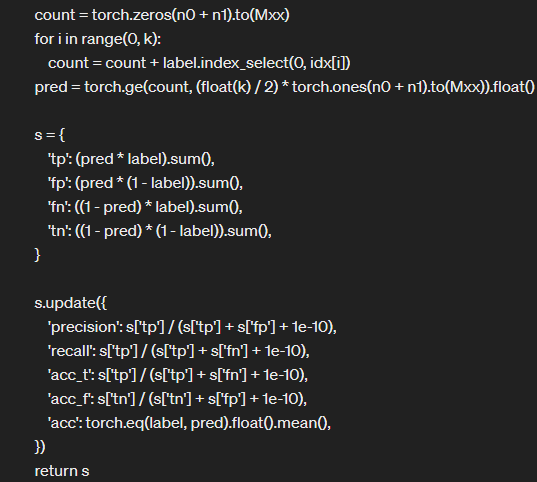 count = torch.zeros(n0 + n1).to(Mxx)
for i in range(0, k):
    count = count + label.index_select(0, idx[i])
pred = torch.ge(count, (float(k) / 2) * torch.ones(n0 + n1).to(Mxx)).float()

s = {
    'tp': (pred * label).sum(),
    'fp': (pred * (1 - label)).sum(),
    'fn': ((1 - pred) * label).sum(),
    'tn': ((1 - pred) * (1 - label)).sum(),
}

s.update({
    'precision': s['tp'] / (s['tp'] + s['fp'] + 1e-10),
    'recall': s['tp'] / (s['tp'] + s['fn'] + 1e-10),
    'acc_t': s['tp'] / (s['tp'] + s['fn'] + 1e-10),
    'acc_f': s['tn'] / (s['tn'] + s['fp'] + 1e-10),
    'acc': torch.eq(label, pred).float().mean(),
})
return s